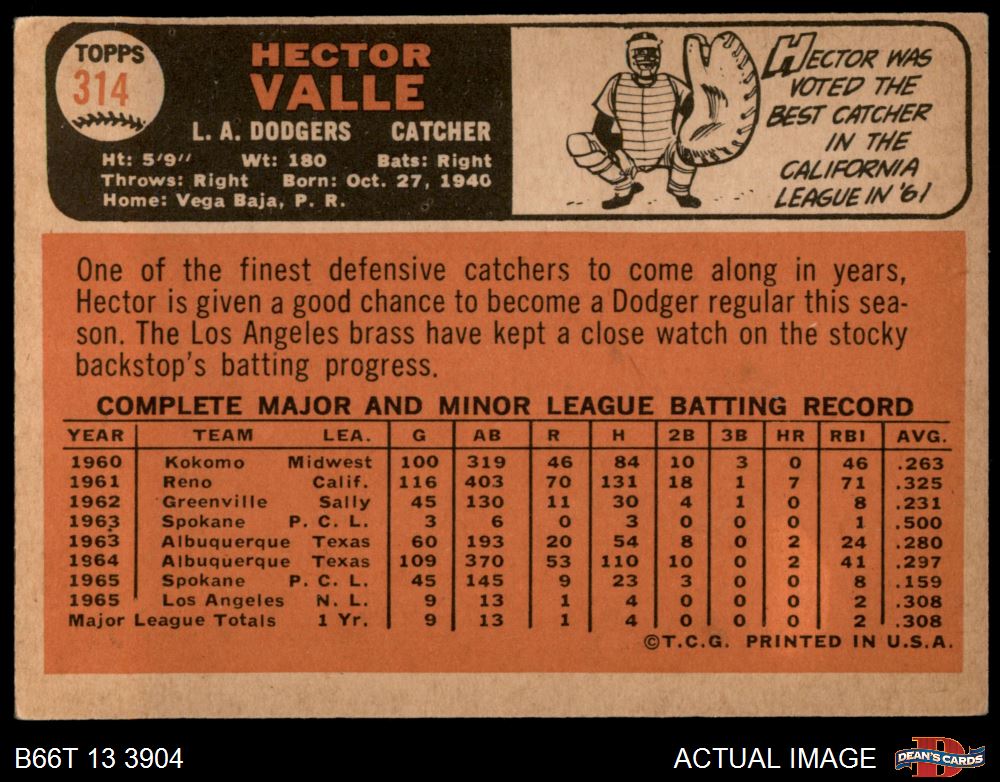 TOPPS
314
HECTOR
VALLE
L. A. DODGERS CATCHER
Ht: 5'9" Wt: 180 Bats: Right
Throws: Right Born: Oct. 27, 1940
Home: Vega Baja, P. R.
HECTOR WAS
VOTED THE
BEST CATCHER
IN THE
CALIFORNIA
LEAGUE IN '61
One of the finest defensive catchers to come along in years,
Hector is given a good chance to become a Dodger regular this sea-
son. The Los Angeles brass have kept a close watch on the stocky
backstop's batting progress.
COMPLETE MAJOR AND MINOR LEAGUE BATTING RECORD
YEAR TEAM LEA. G AB R H 2B 3B HR RBI AVG.
1960 Kokomo Midwest 100 319 46 84 10 3 0 46 .263
1961 Reno Calif. 116 403 70 131 18 1 7 71 .325
1962 Greenville Sally 45 130 11 30 4 1 0 8 .231
1963 Spokane P. C. L. 3 6 0 3 0 0 0 1 .500
1963 Albuquerque Texas 60 193 20 54 8 0 2 24 .280
1964 Albuquerque Texas 109 370 53 110 10 0 2 41 .297
1965 Spokane P. C. L. 45 145 9 23 3 0 0 8 .159
1965 Los Angeles N. L. 9 13 1 4 0 0 0 2 .308
Major League Totals 1 Yr. 9 13 1 4 0 0 0 2 .308
©T.C.G. PRINTED IN U.S.A.
B66T 13 3904 ACTUAL IMAGE
D
DEAN'S CARDS